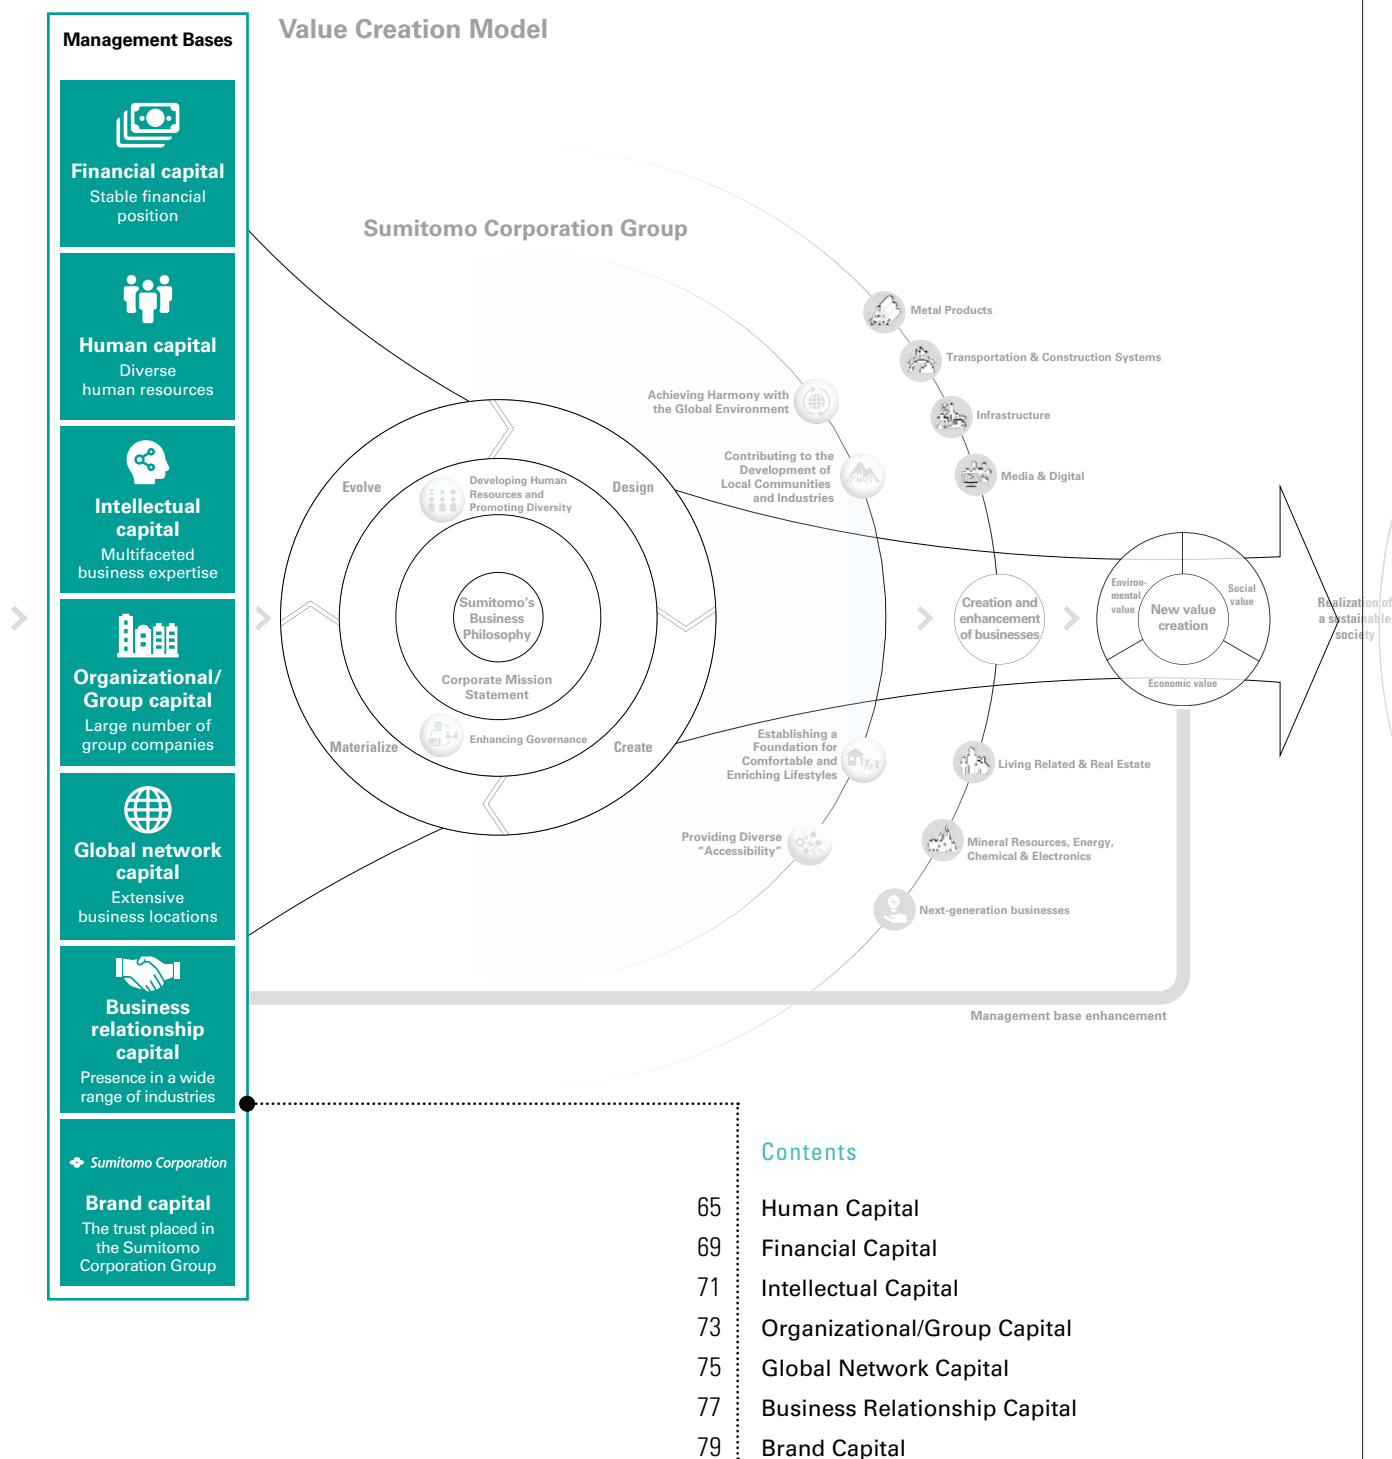 Management Bases
Value Creation Model
Financial capital
Stable financial
position
Human capital
Diverse
human resources
Intellectual
capital
Multifaceted
business expertise
Organizational/
Group capital
Large number of
group companies
Global network
capital
Extensive
business locations
Business
relationship
capital
Presence in a wide
range of industries
Sumitomo Corporation
Brand capital
The trust placed in
the Sumitomo
Corporation Group
Sumitomo Corporation Group
Evolve
Design
Materialize
Create
Developing Human
Resources and
Promoting Diversity
Sumitomo's
Business
Philosophy
Corporate Mission
Statement
Enhancing Governance
Achieving Harmony with
the Global Environment
Contributing to the
Development of
Local Communities
and Industries
Establishing a
Foundation for
Comfortable and
Enriching Lifestyles
Providing Diverse
"Accessibility"
Metal Products
Transportation & Construction Systems
Infrastructure
Media & Digital
Creation and
enhancement
of businesses
Living Related & Real Estate
Mineral Resources, Energy,
Chemical & Electronics
Next-generation businesses
Environ-
mental
value
Social
value
New value
creation
Economic value
Realization of
a sustainable
society
Management base enhancement
Contents
65 Human Capital
69 Financial Capital
71 Intellectual Capital
73 Organizational/Group Capital
75 Global Network Capital
77 Business Relationship Capital
79 Brand Capital